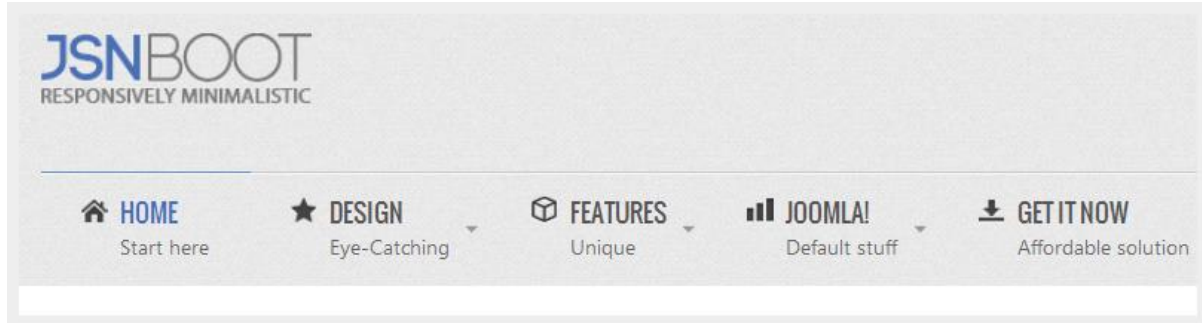 JSNBOOT
RESPONSIVELY MINIMALISTIC
HOME DESIGN FEATURES JOOMLA! GET IT NOW
Start here Eye-Catching Unique Default stuff Affordable solution